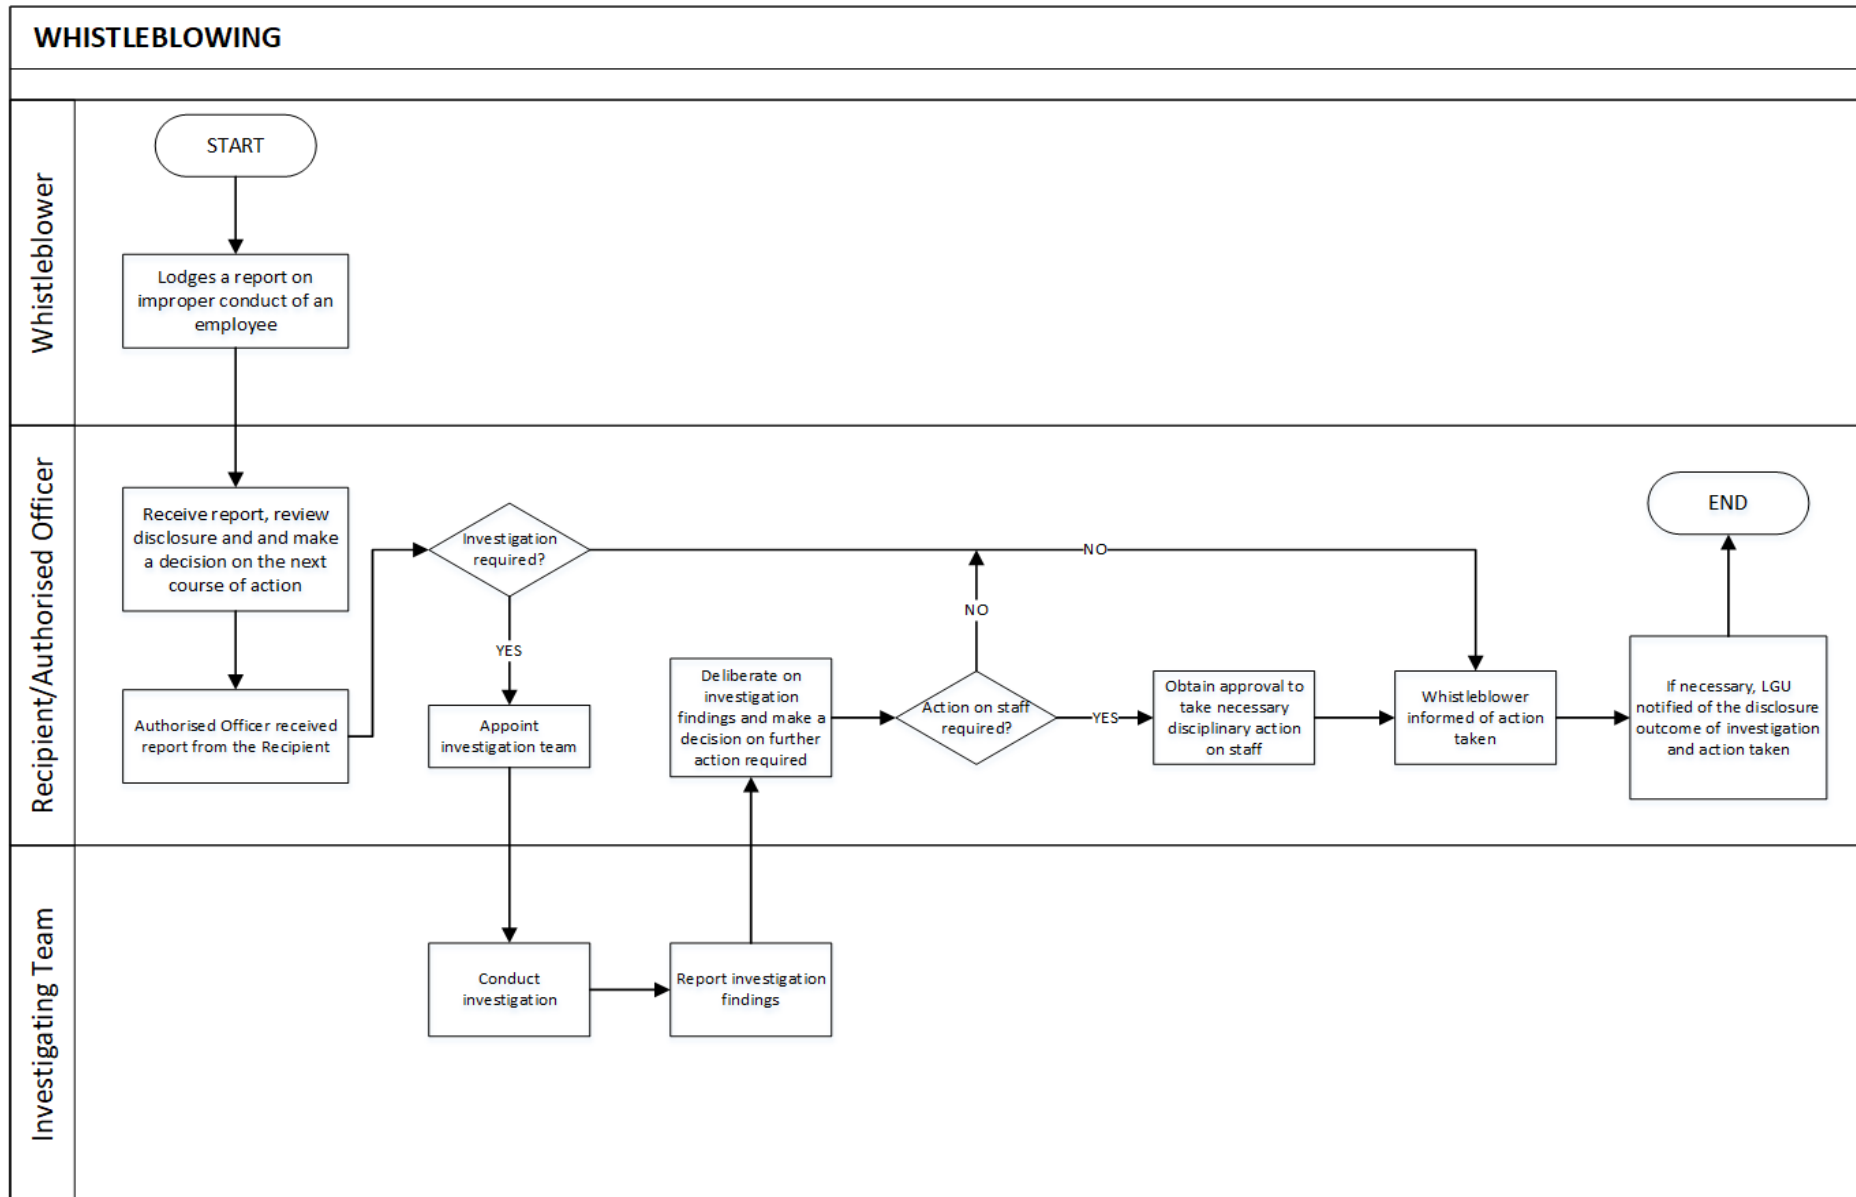 WHISTLEBLOWING
Whistleblower
START
Lodges a report on
improper conduct of an
employee
Recipient/Authorised Officer
Receive report, review
disclosure and and make
a decision on the next
course of action
Authorised Officer received
report from the Recipient
Investigation
required?
NO
YES
Appoint
investigation team
Deliberate on
investigation
findings and make a
decision on further
action required
Action on staff
required?
NO
YES
Obtain approval to
take necessary
disciplinary action
on staff
Whistleblower
informed of action
taken
If necessary, LGU
notified of the disclosure
outcome of investigation
and action taken
END
Investigating Team
Conduct
investigation
Report investigation
findings